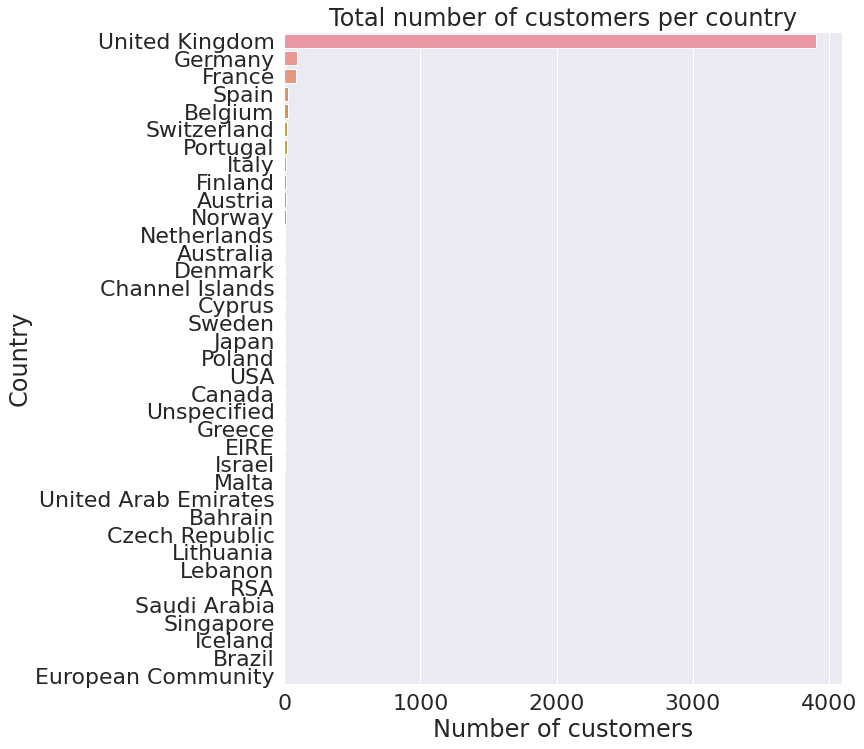 Total number of customers per country
United Kingdom
Germany
France
Spain
Belgium
Switzerland
Portugal
Italy
Finland
Austria
Norway
Netherlands
Australia
Denmark
Channel Islands
Cyprus
Sweden
Japan
Poland
USA
Canada
Unspecified
Greece
EIRE
Israel
Malta
United Arab Emirates
Bahrain
Czech Republic
Lithuania
Lebanon
RSA
Saudi Arabia
Singapore
Iceland
Brazil
European Community
Country
0 1000 2000 3000 4000
Number of customers